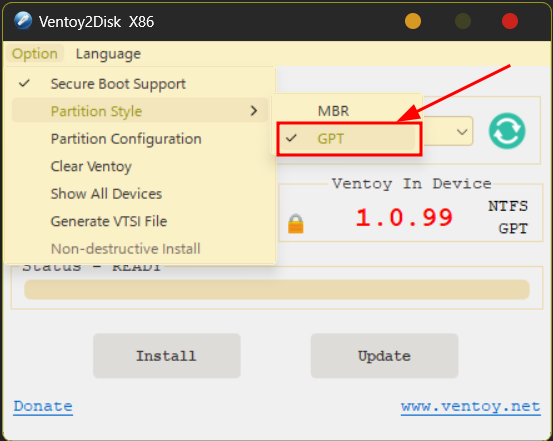 Ventoy2Disk X86
Option Language
Secure Boot Support
Partition Style
MBR
GPT
Partition Configuration
Clear Ventoy
Show All Devices
Generate VTSI File
Non-destructive Install
Ventoy In Device
1.0.99
NTFS
GPT
Status - READY
Install Update
Donate www.ventoy.net